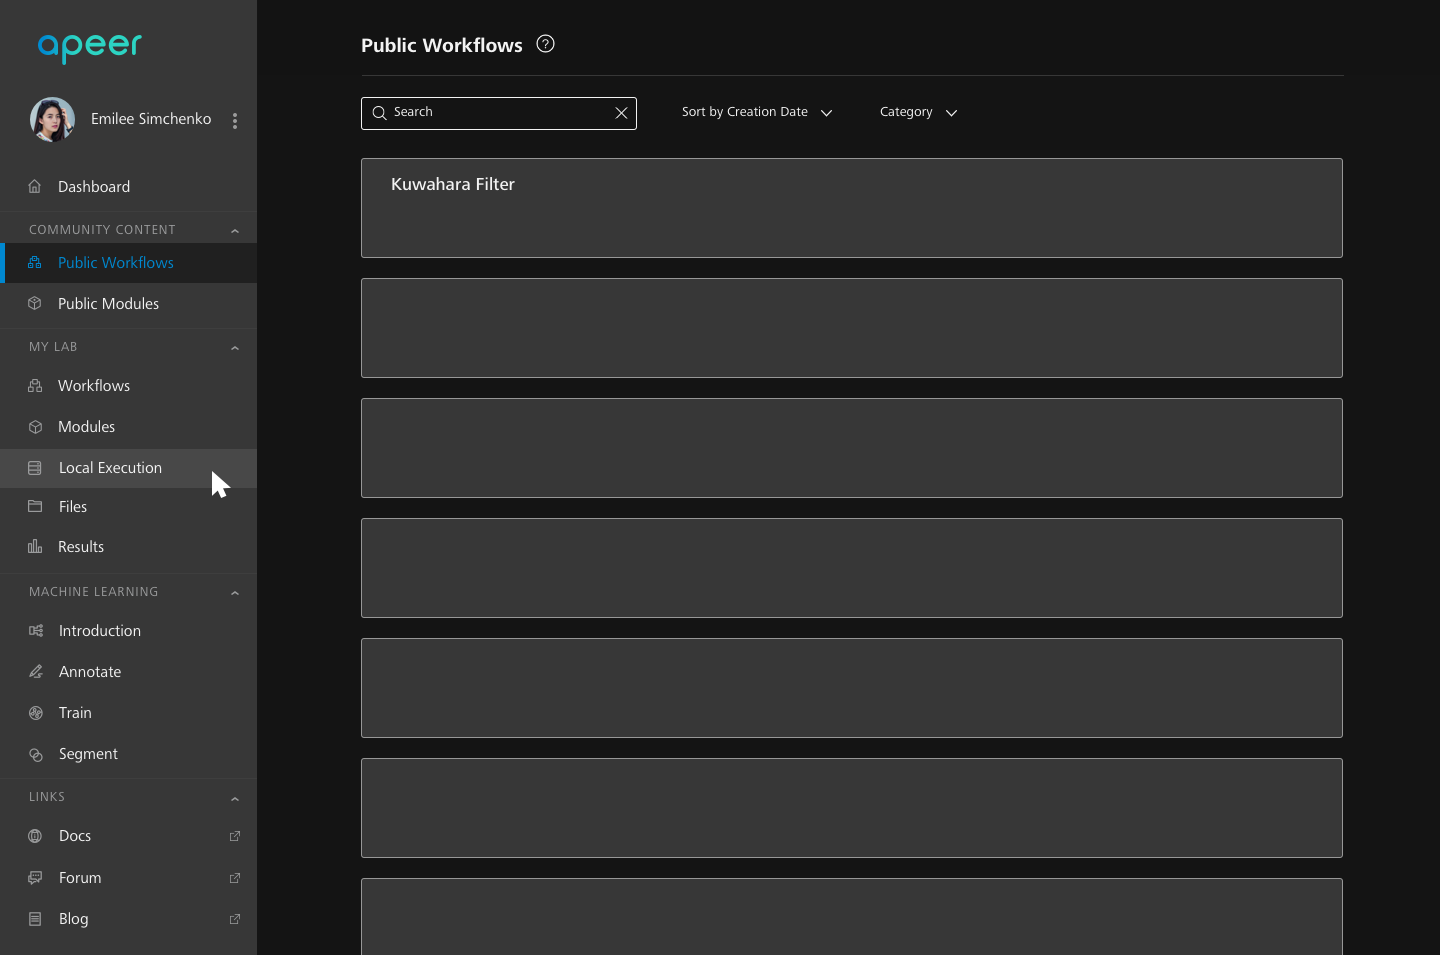 apeer
Emilee Simchenko
Dashboard
COMMUNITY CONTENT
Public Workflows
Public Modules
MY LAB
Workflows
Modules
Local Execution
Files
Results
MACHINE LEARNING
Introduction
Annotate
Train
Segment
LINKS
Docs
Forum
Blog
Public Workflows ?
Search
Sort by Creation Date
Category
Kuwahara Filter